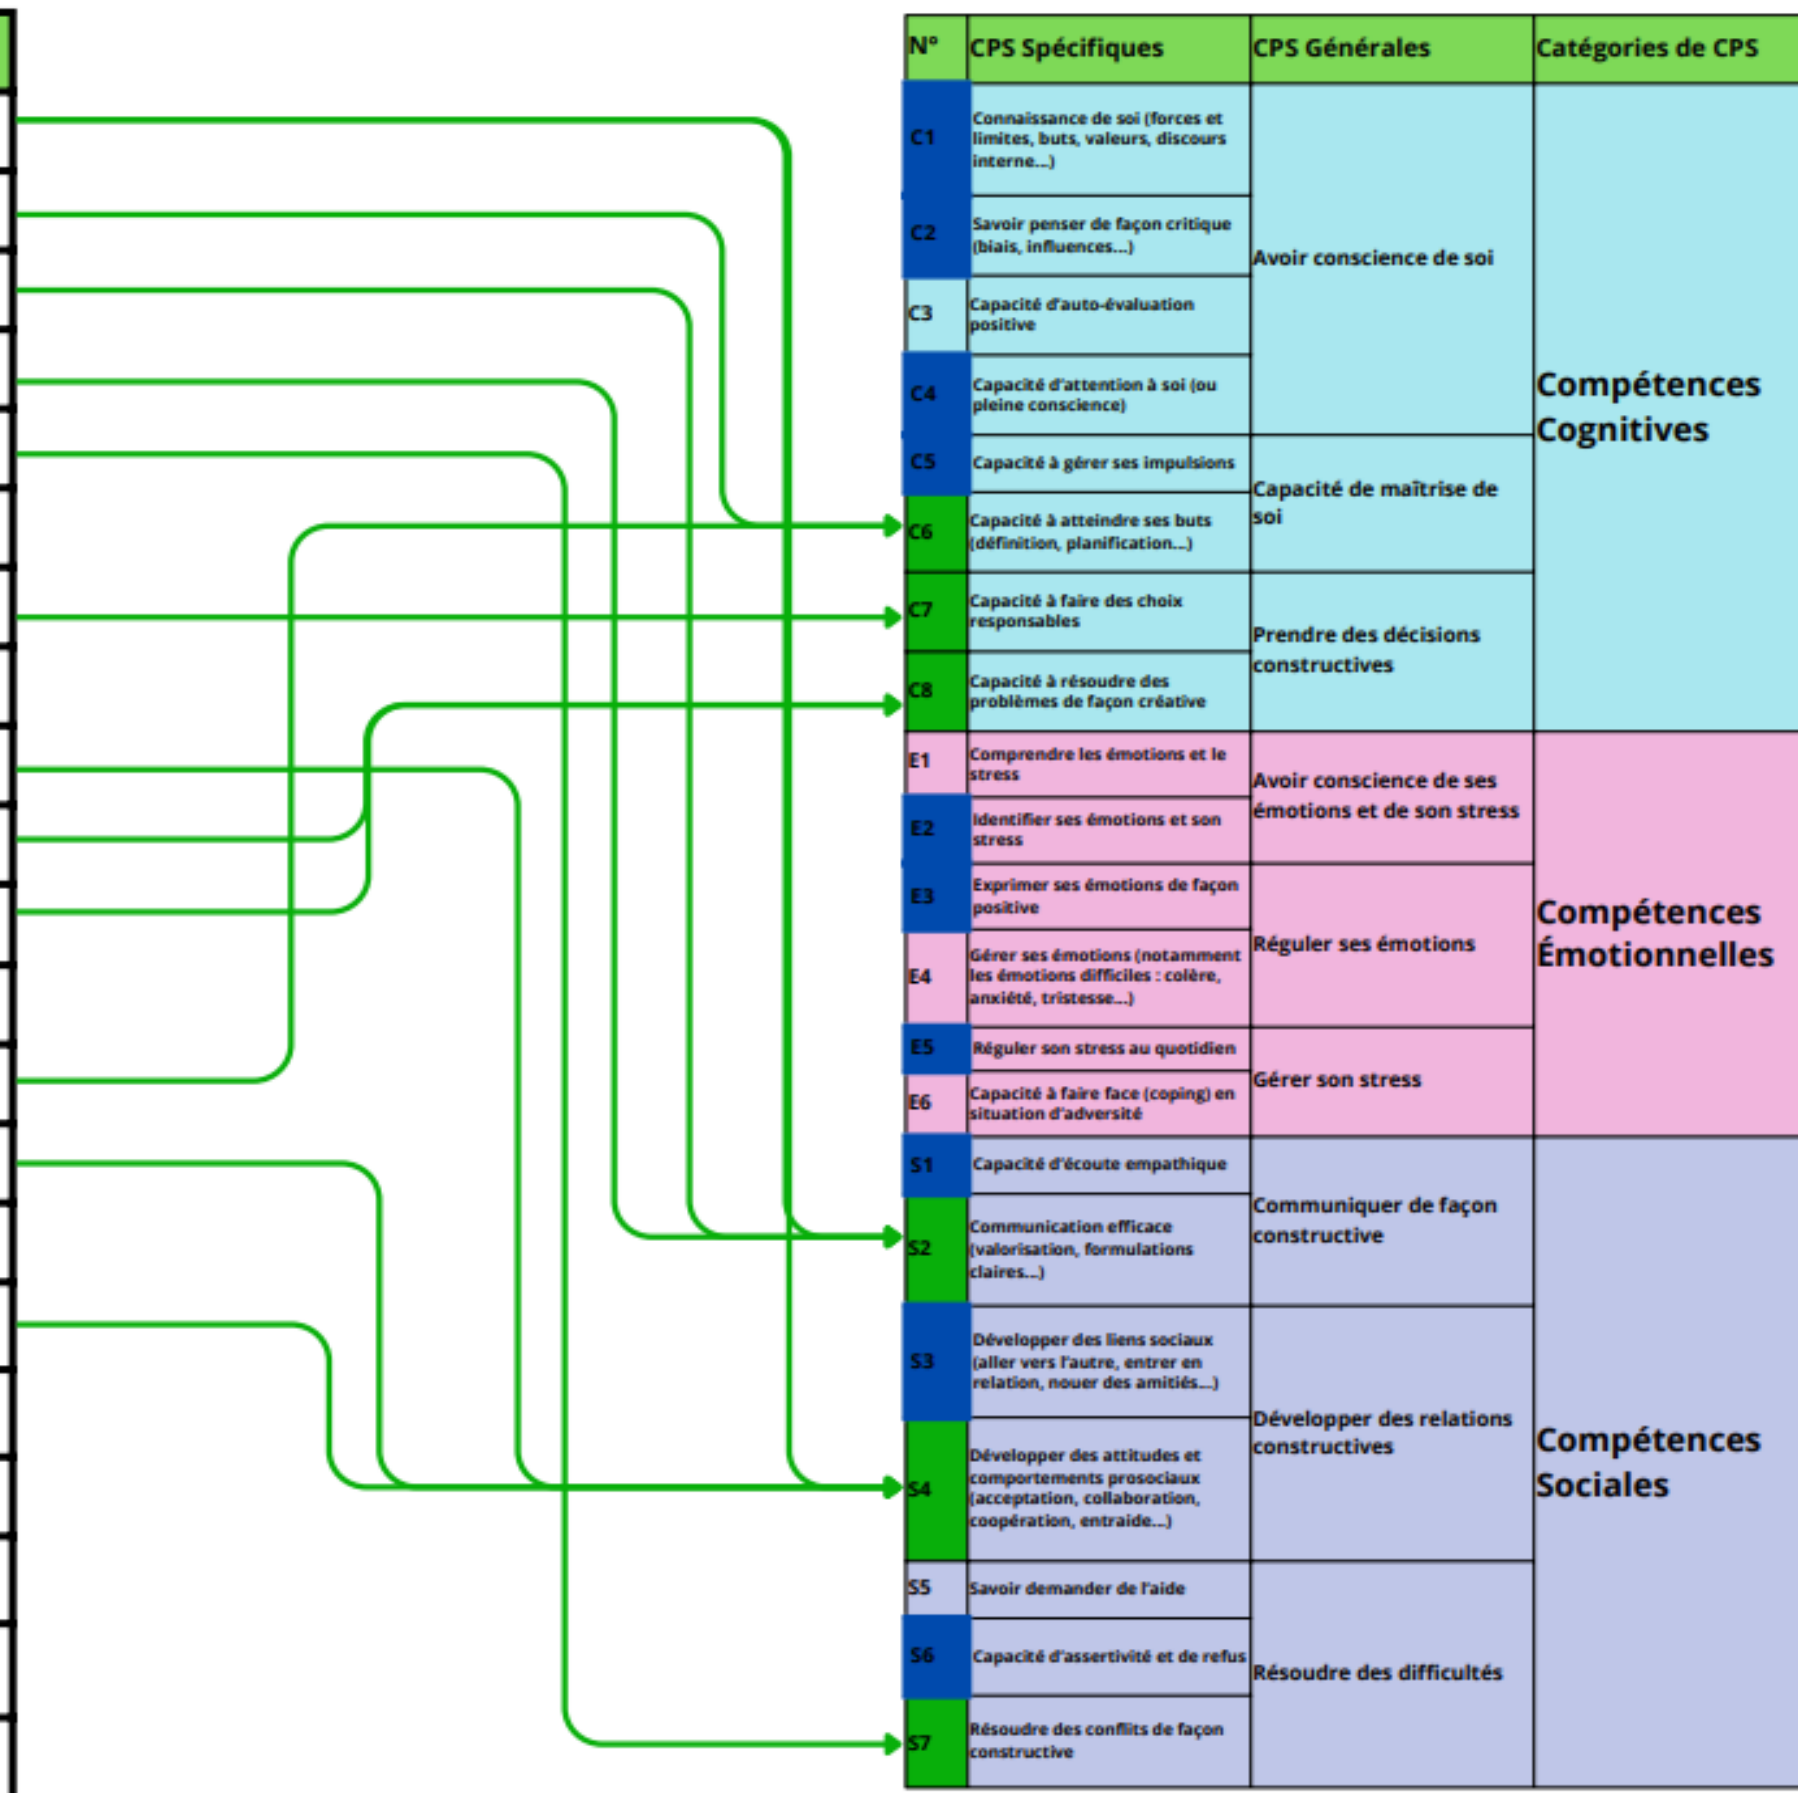 N° CPS Spécifiques CPS Générales Catégories de CPS
C1
Connaissance de soi (forces et
limites, buts, valeurs, discours
interne...)
C2
Savoir penser de façon critique
(biais, influences...)
Avoir conscience de soi
C3
Capacité d'auto-évaluation
positive
C4
Capacité d'attention à soi (ou
pleine conscience)
Compétences
Cognitives
C5
Capacité à gérer ses impulsions
Capacité de maîtrise de
soi
C6
Capacité à atteindre ses buts
(définition, planification...)
C7
Capacité à faire des choix
responsables
Prendre des décisions
constructives
C8
Capacité à résoudre des
problèmes de façon créative
E1
Comprendre les émotions et le
stress
Avoir conscience de ses
émotions et de son stress
E2
Identifier ses émotions et son
stress
E3
Exprimer ses émotions de façon
positive
Réguler ses émotions
Compétences
Émotionnelles
E4
Gérer ses émotions (notamment
les émotions difficiles : colère,
anxiété, tristesse...)
E5
Réguler son stress au quotidien
Gérer son stress
E6
Capacité à faire face (coping) en
situation d'adversité
S1
Capacité d'écoute empathique
Communiquer de façon
constructive
S2
Communication efficace
(valorisation, formulations
claires...)
S3
Développer des liens sociaux
(aller vers l'autre, entrer en
relation, nouer des amitiés...)
Développer des relations
constructives
Compétences
Sociales
S4
Développer des attitudes et
comportements prosociaux
(acceptation, collaboration,
coopération, entraide...)
S5
Savoir demander de l'aide
S6
Capacité d'assertivité et de refus
Résoudre des difficultés
S7
Résoudre des conflits de façon
constructive